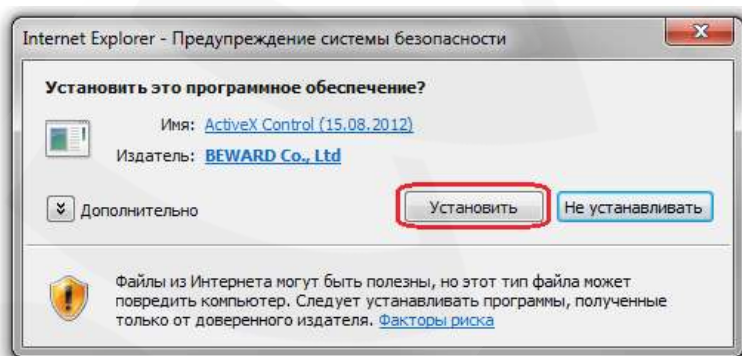 Internet Explorer - Предупреждение системы безопасности
Установить это программное обеспечение?
Имя: ActiveX Control (15.08.2012)
Издатель: BEWARD Co., Ltd
Дополнительно
Установить
Не устанавливать
Файлы из Интернета могут быть полезны, но этот тип файла может
повредить компьютер. Следует устанавливать программы, полученные
только от доверенного издателя. Факторы риска